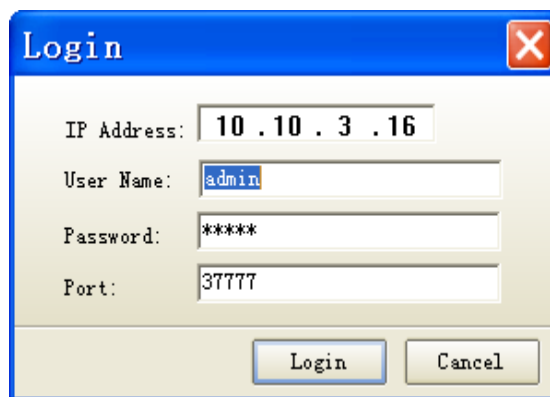 Login
IP Address: 10 .10 . 3 .16
User Name: admin
Password: *****
Port: 37777
Login Cancel